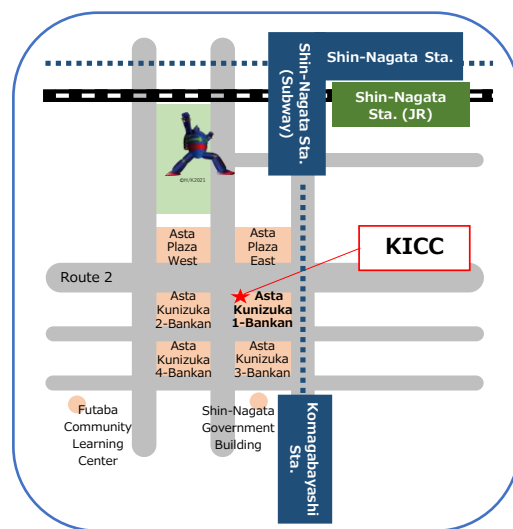 Shin-Nagata Sta.
Shin-Nagata
Sta. (JR)
Shin-Nagata Sta.
(Subway)
©H/K2021
Asta
Plaza
West
Asta
Plaza
East
KICC
Route 2
Asta
Kunizuka
2-Bankan
Asta
Kunizuka
1-Bankan
Asta
Kunizuka
4-Bankan
Asta
Kunizuka
3-Bankan
Futaba
Community
Learning
Center
Shin-Nagata
Government
Building
Komagabayashi
Sta.